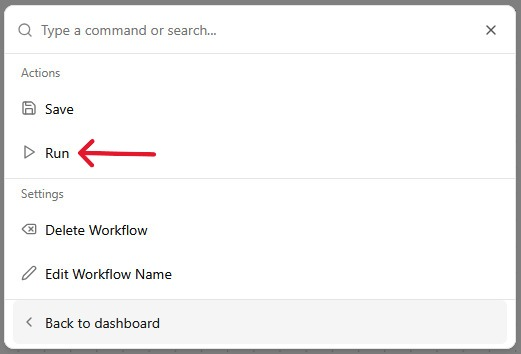 Type a command or search...
Actions
Save
Run
Settings
Delete Workflow
Edit Workflow Name
Back to dashboard